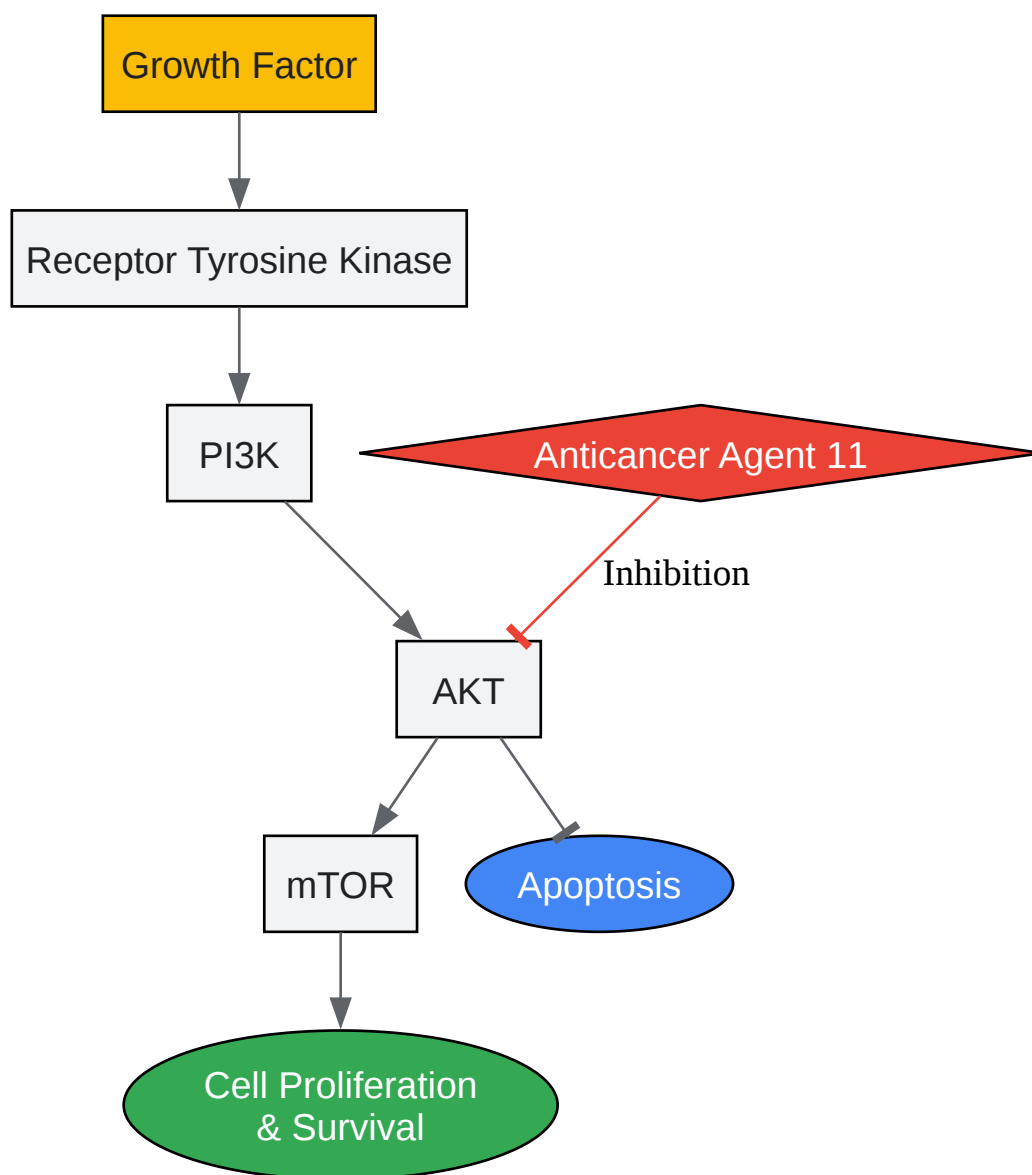 Growth Factor
Receptor Tyrosine Kinase
PI3K
Anticancer Agent 11
Inhibition
AKT
mTOR
Apoptosis
Cell Proliferation
& Survival